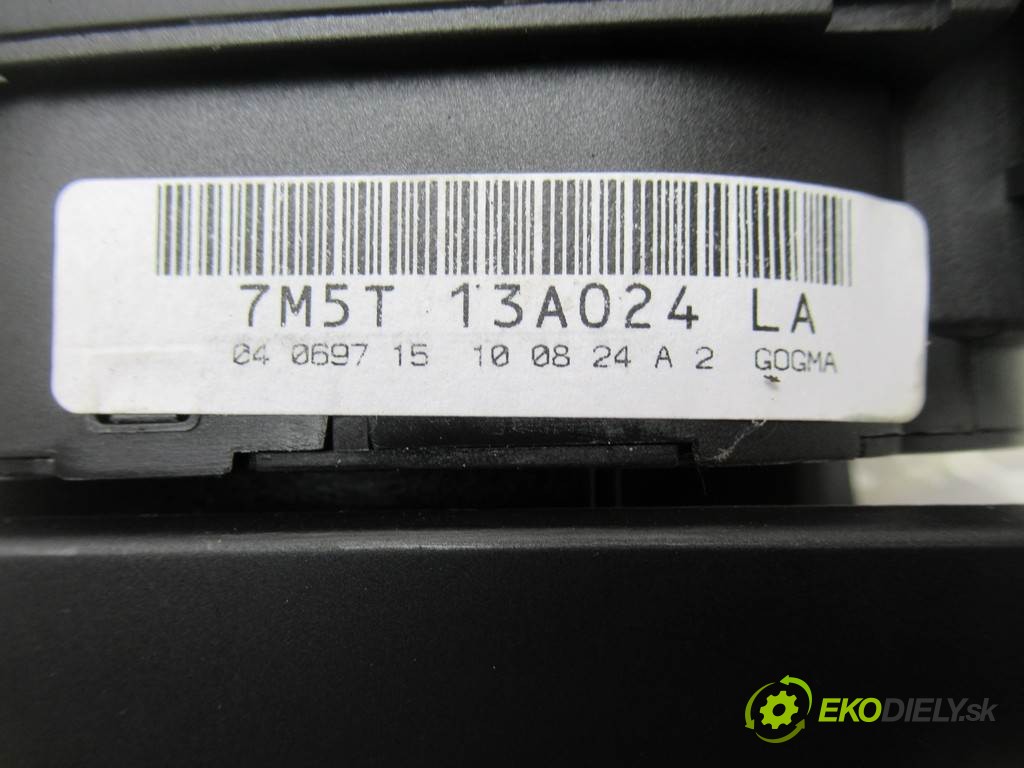 7M5T 13A024 LA
04 0697 15 10 08 24 A 2 GOGMA
EKODIELY.sk